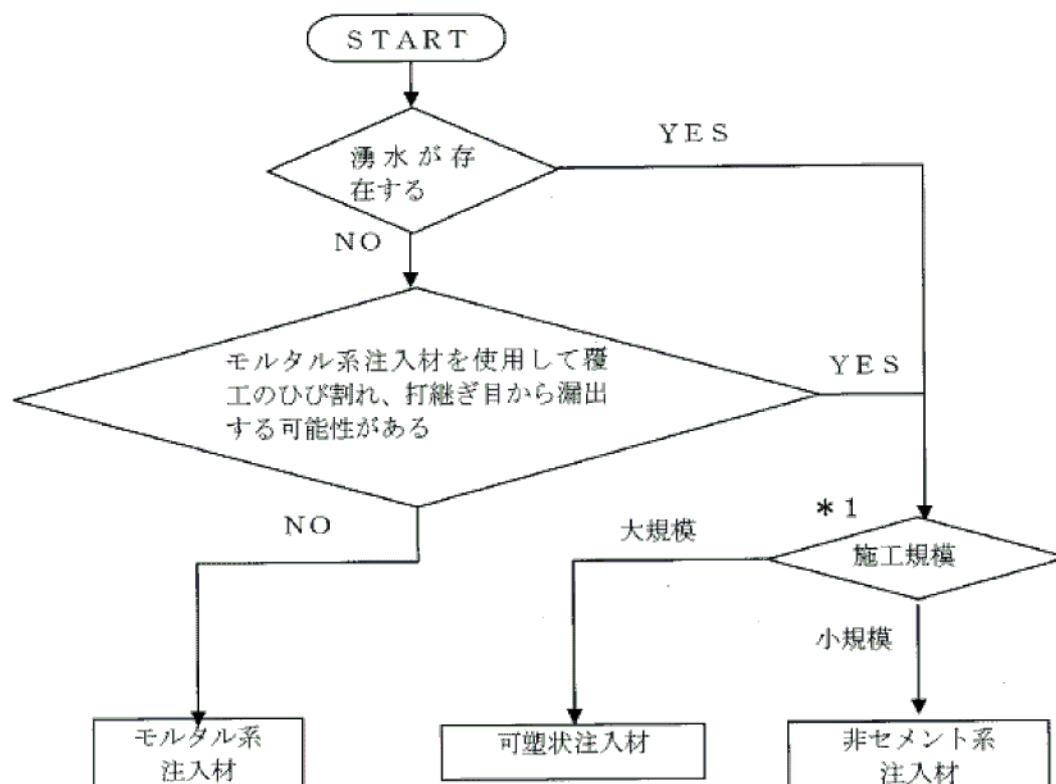 START
湧水が存
在する
YES
NO
モルタル系注入材を使用して覆
工のひび割れ、打継ぎ目から漏出
する可能性がある
YES
NO
*1
施工規模
大規模
小規模
モルタル系
注入材
可塑状注入材
非セメント系
注入材